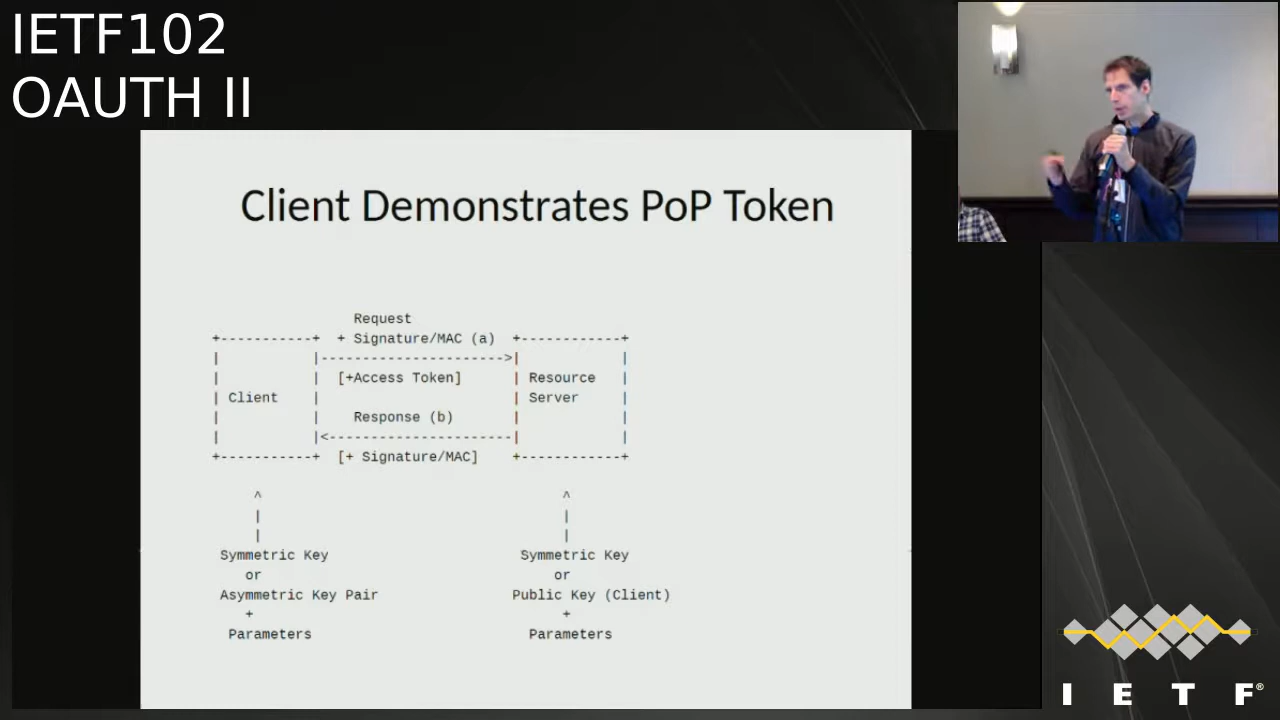 IETF102
OAUTH II
Client Demonstrates PoP Token
Request
+-----------+  + Signature/MAC (a)  +------------+
|           |---------------------->|            |
|           |  [+Access Token]      | Resource   |
| Client    |                       | Server     |
|           |    Response (b)       |            |
|           |<----------------------|            |
+-----------+  [+ Signature/MAC]    +------------+
^                                     ^
|                                     |
|                                     |
Symmetric Key                       Symmetric Key
or                                  or
Asymmetric Key Pair                 Public Key (Client)
+                                     +
Parameters                          Parameters
I E T F®